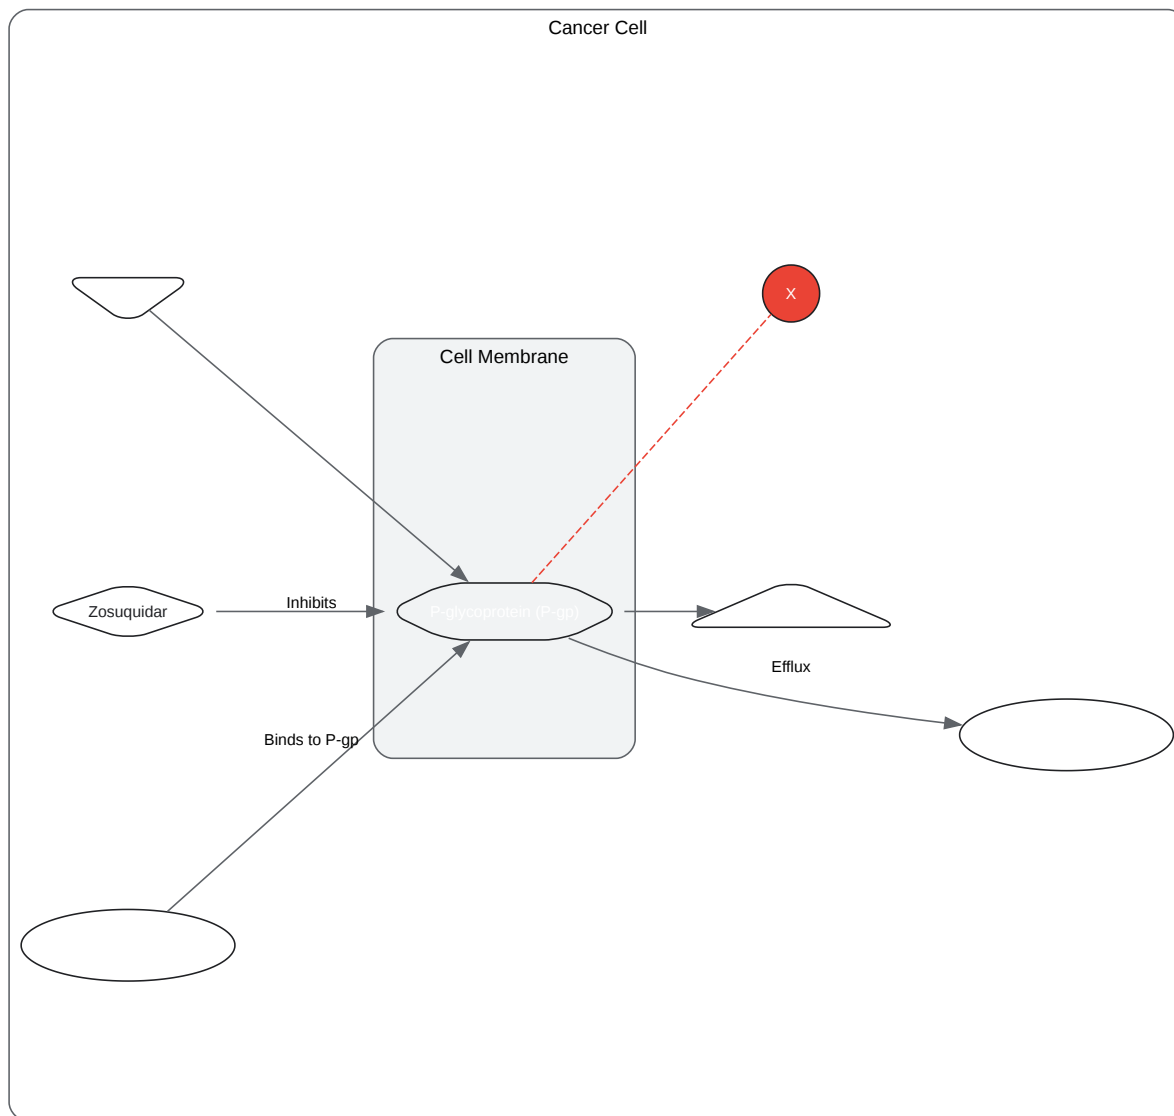 Cancer Cell
X
Cell Membrane
Zosuquidar
Inhibits
P-glycoprotein (P-gp)
Efflux
Binds to P-gp